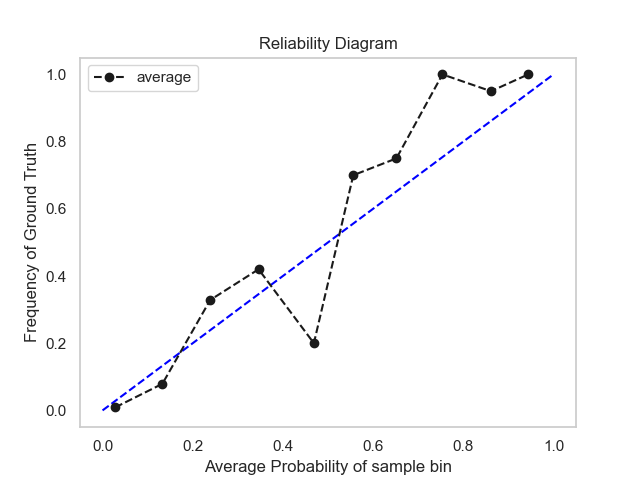 Reliability Diagram
average
Frequency of Ground Truth
1.0
0.8
0.6
0.4
0.2
0.0
0.0 0.2 0.4 0.6 0.8 1.0
Average Probability of sample bin